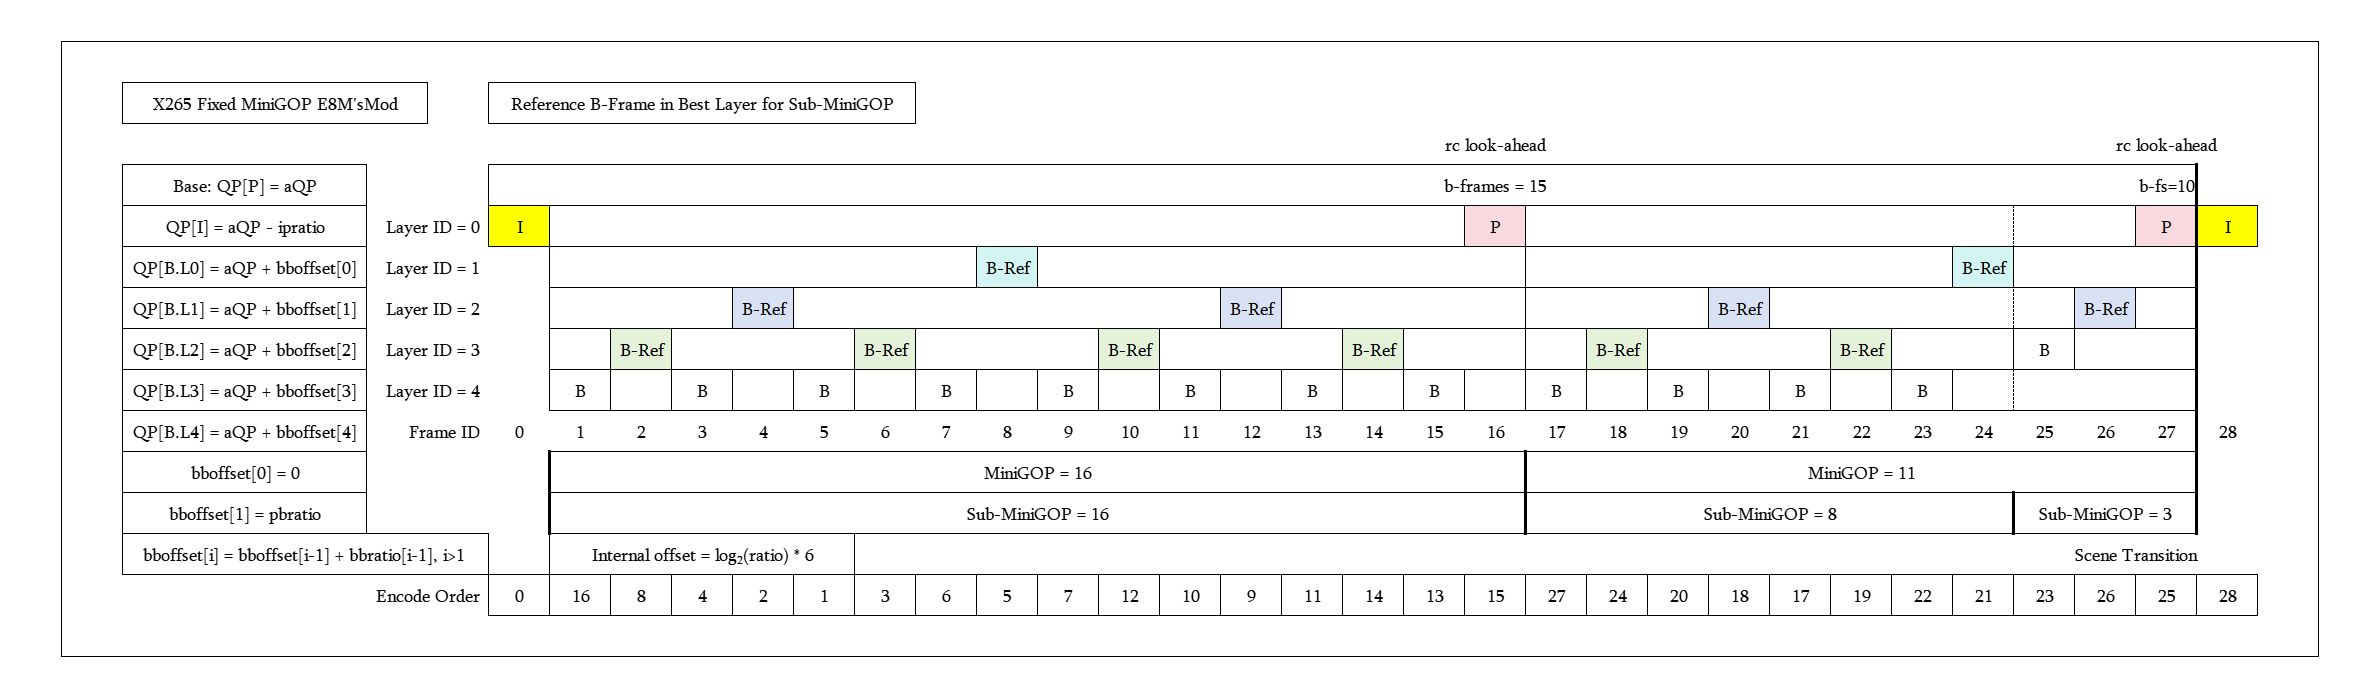 X265 Fixed MiniGOP E8M'sMod Reference B-Frame in Best Layer for Sub-MiniGOP
rc look-ahead rc look-ahead
Base: QP[P] = aQP b-frames = 15 b-fs=10
QP[I] = aQP - ipratio Layer ID = 0 I P P I
QP[B.L0] = aQP + bboffset[0] Layer ID = 1 B-Ref B-Ref
QP[B.L1] = aQP + bboffset[1] Layer ID = 2 B-Ref B-Ref B-Ref B-Ref
QP[B.L2] = aQP + bboffset[2] Layer ID = 3 B-Ref B-Ref B-Ref B-Ref B-Ref B-Ref B
QP[B.L3] = aQP + bboffset[3] Layer ID = 4 B B B B B B B B B B B B
QP[B.L4] = aQP + bboffset[4] Frame ID 0 1 2 3 4 5 6 7 8 9 10 11 12 13 14 15 16 17 18 19 20 21 22 23 24 25 26 27 28
bboffset[0] = 0 MiniGOP = 16 MiniGOP = 11
bboffset[1] = pbratio Sub-MiniGOP = 16 Sub-MiniGOP = 8 Sub-MiniGOP = 3
bboffset[i] = bboffset[i-1] + bbratio[i-1], i>1 Internal offset = log₂(ratio) * 6 Scene Transition
Encode Order 0 16 8 4 2 1 3 6 5 7 12 10 9 11 14 13 15 27 24 20 18 17 19 22 21 23 26 25 28